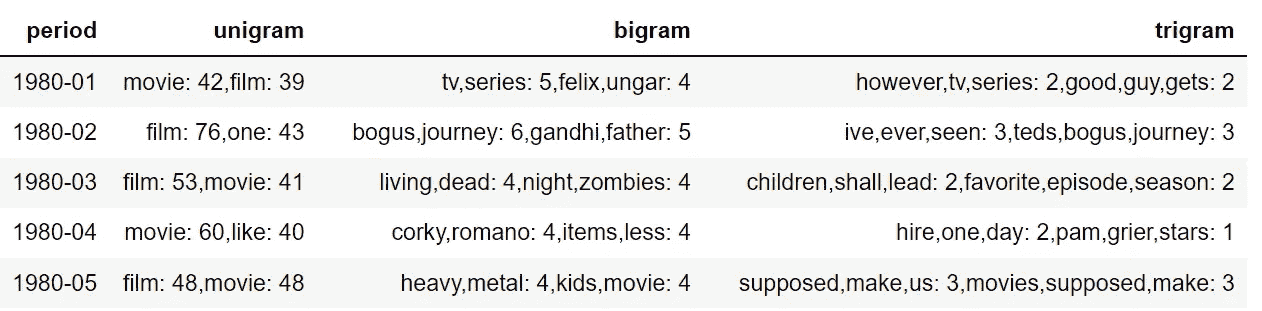 period unigram bigram trigram
1980-01 movie: 42,film: 39 tv,series: 5,felix,ungar: 4 however,tv,series: 2,good,guy,gets: 2
1980-02 film: 76,one: 43 bogus,journey: 6,gandhi,father: 5 ive,ever,seen: 3,teds,bogus,journey: 3
1980-03 film: 53,movie: 41 living,dead: 4,night,zombies: 4 children,shall,lead: 2,favorite,episode,season: 2
1980-04 movie: 60,like: 40 corky,romano: 4,items,less: 4 hire,one,day: 2,pam,grier,stars: 1
1980-05 film: 48,movie: 48 heavy,metal: 4,kids,movie: 4 supposed,make,us: 3,movies,supposed,make: 3